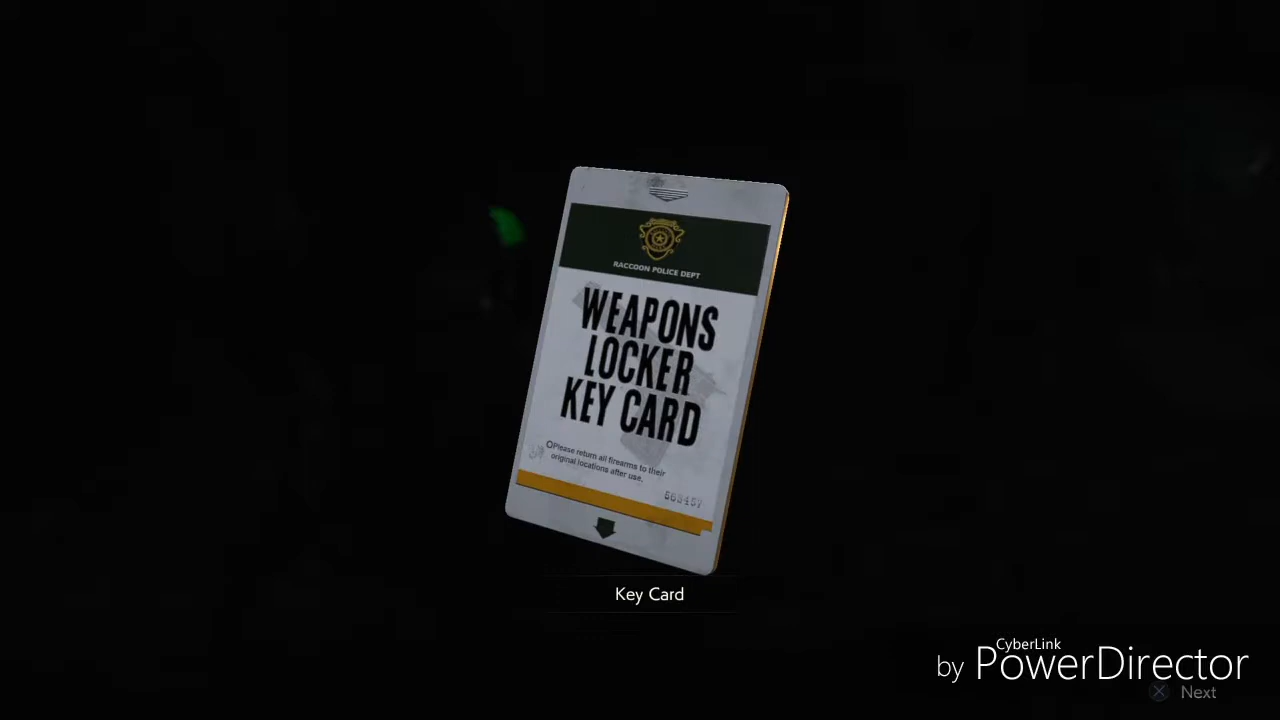 RACCOON POLICE DEPT
WEAPONS
LOCKER
KEY CARD
Please return all firearms to their
original locations after use.
563457
Key Card
CyberLink
by PowerDirector
Next